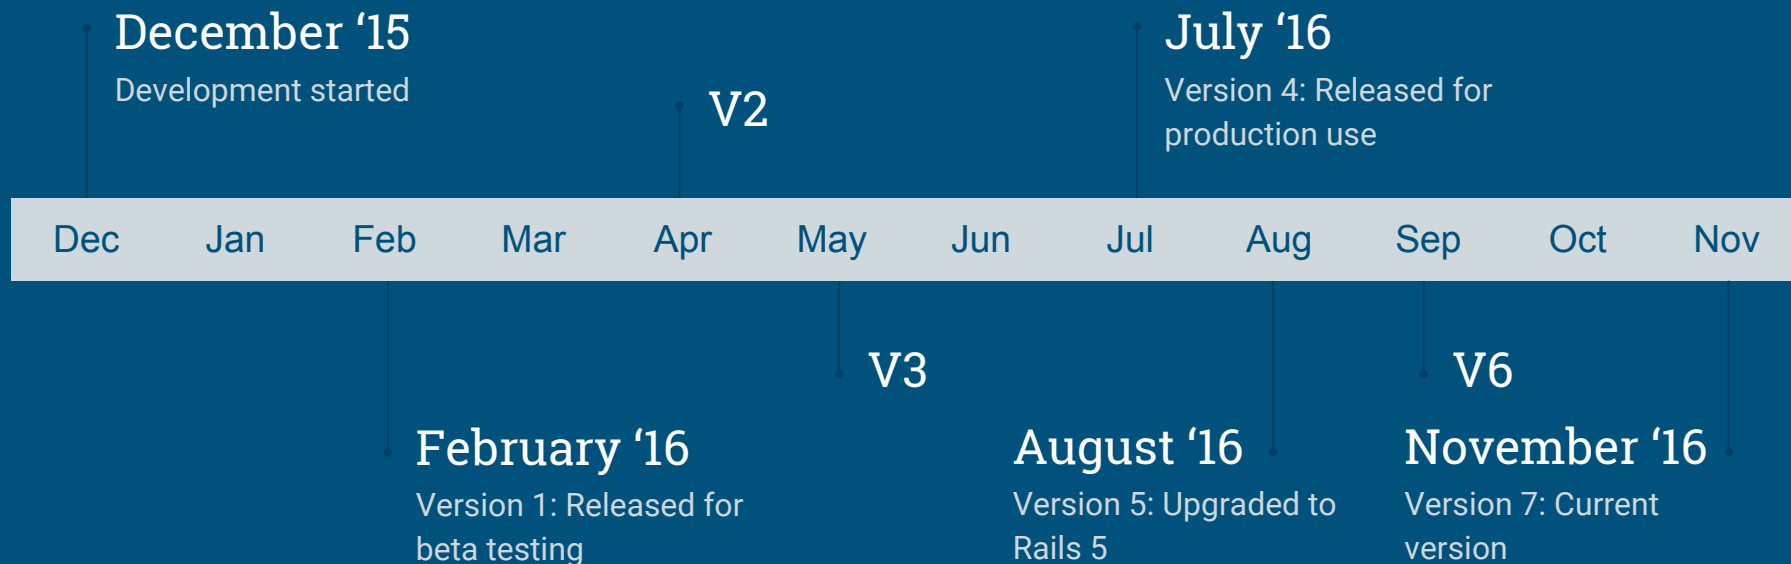 December ‘15
Development started
V2
July ‘16
Version 4: Released for
production use
Dec Jan Feb Mar Apr May Jun Jul Aug Sep Oct Nov
V3
V6
February ‘16
Version 1: Released for
beta testing
August ‘16
Version 5: Upgraded to
Rails 5
November ‘16
Version 7: Current
version